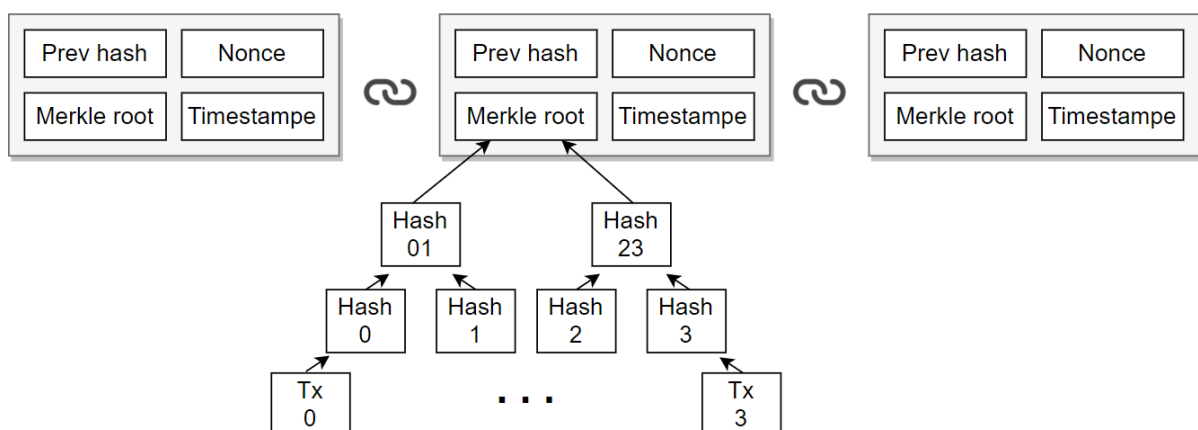 Prev hash Nonce Prev hash Nonce Prev hash Nonce
Merkle root Timestampe Merkle root Timestampe Merkle root Timestampe
Hash Hash
01 23
Hash Hash Hash Hash
0 1 2 3
Tx . . . Tx
0 3